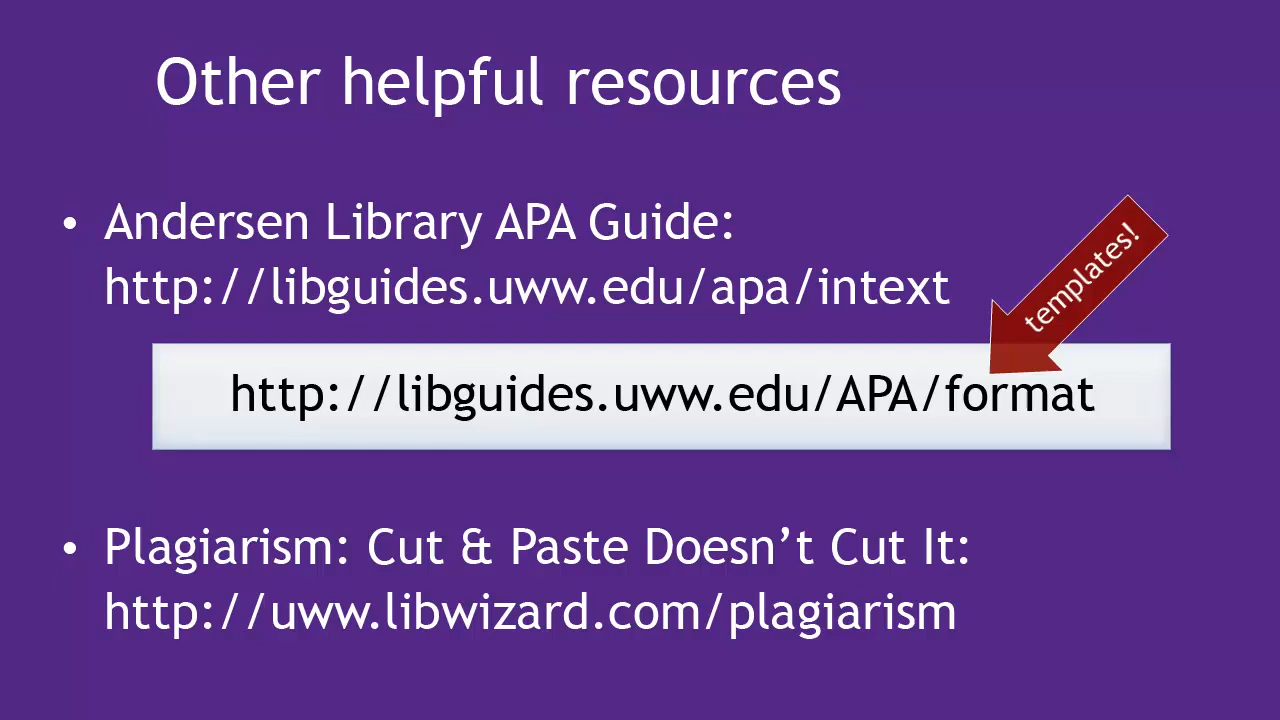 Other helpful resources
• Andersen Library APA Guide:
http://libguides.uww.edu/apa/intext
templates!
http://libguides.uww.edu/APA/format
• Plagiarism: Cut & Paste Doesn’t Cut It:
http://uww.libwizard.com/plagiarism